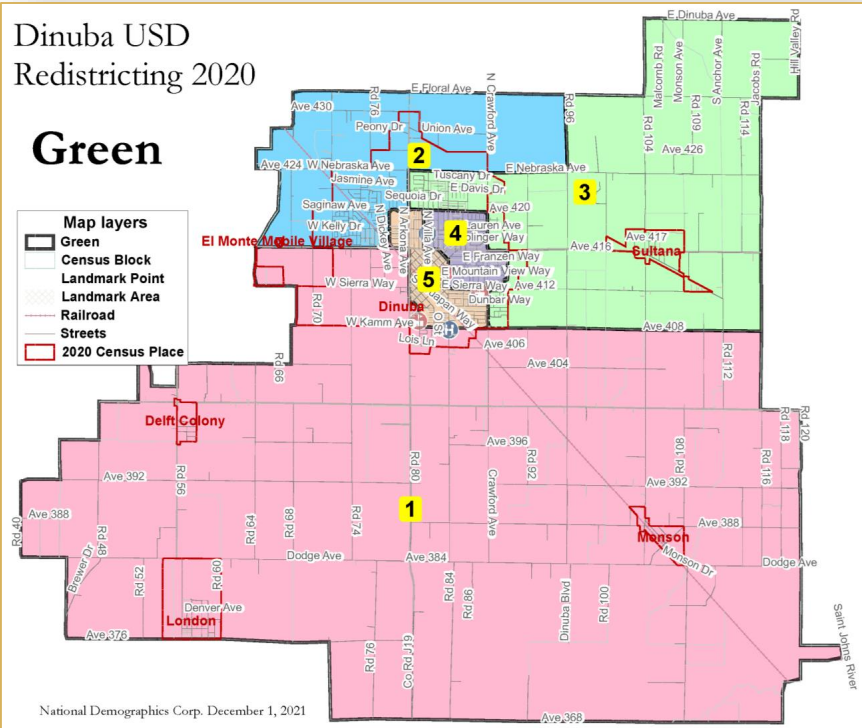 Dinuba USD
Redistricting 2020
Green
Map layers
Green
Census Block
Landmark Point
Landmark Area
Railroad
Streets
2020 Census Place
E Dinuba Ave
Hill Valley Rd
Malcomb Rd
Monson Ave
S Anchor Ave
Jacobs Rd
Rd 104
Rd 109
Rd 114
Ave 426
E Floral Ave
N Crawford Ave
Rd 96
Rd 76
Ave 430
Peony Dr
Union Ave
2
Ave 424
W Nebraska Ave
E Nebraska Ave
Jasmine Ave
Tuscany Dr
E Davis Dr
3
Sequoia Dr
Saginaw Ave
W Kelly Dr
N Dickey Ave
N Alta Ave
N Villa Ave
Ave 420
4
Lauren Ave
Ave 417
Ave 416
Sultana
El Monte Mobile Village
E Franzen Way
E Mountain View Way
5
W Sierra Way
E Sierra Way
Ave 412
Dunbar Way
Rd 70
Dinuba
W Kamm Ave
O St
H
Ave 408
Lois Ln
Ave 406
Rd 66
Ave 404
Rd 112
Delft Colony
Rd 118
Rd 120
Ave 396
Rd 80
Crawford Ave
Rd 92
Rd 108
Rd 116
Ave 392
Ave 392
Rd 56
1
Rd 40
Ave 388
Rd 48
Rd 64
Rd 68
Rd 74
Ave 388
Monson
Monson Dr
Brewer Dr
Dodge Ave
Ave 384
Dodge Ave
Rd 52
Rd 60
Rd 84
Rd 86
Dinuba Blvd
Rd 100
Denver Ave
London
Ave 376
Rd 76
Co Rd J19
Saint Johns River
Ave 368
National Demographics Corp. December 1, 2021